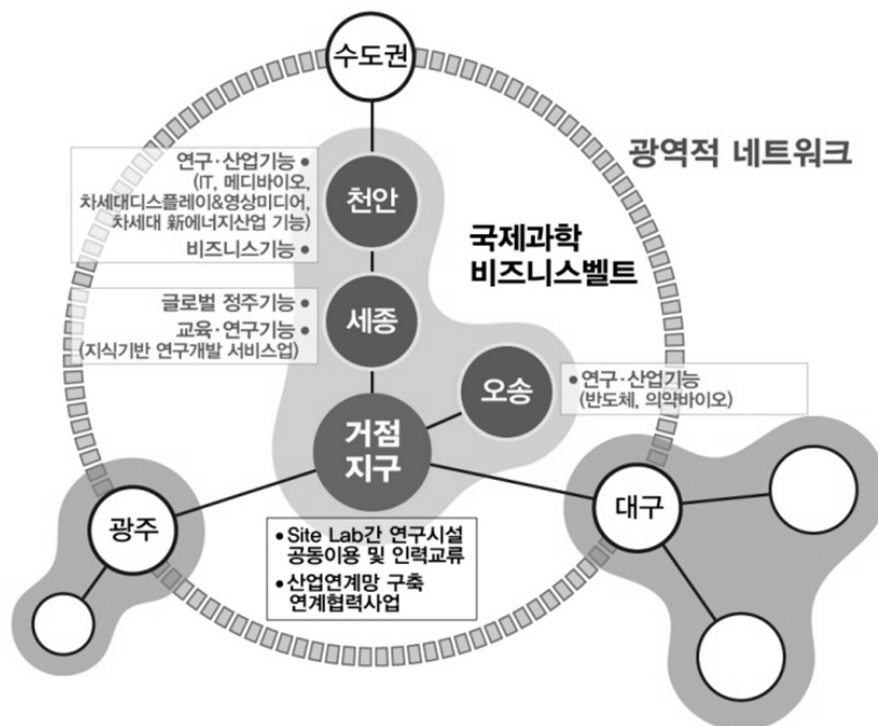 수도권
광역적 네트워크
연구·산업기능 •
(IT, 메디바이오,
차세대디스플레이&영상미디어,
차세대 新에너지산업 기능)
비즈니스기능 •
천안
국제과학
비즈니스벨트
글로벌 정주기능 •
교육·연구기능 •
(지식기반 연구개발 서비스업)
세종
오송
• 연구·산업기능
(반도체, 의약바이오)
거점
지구
광주
대구
• Site Lab간 연구시설
공동이용 및 인력교류
• 산업연계망 구축
연계협력사업